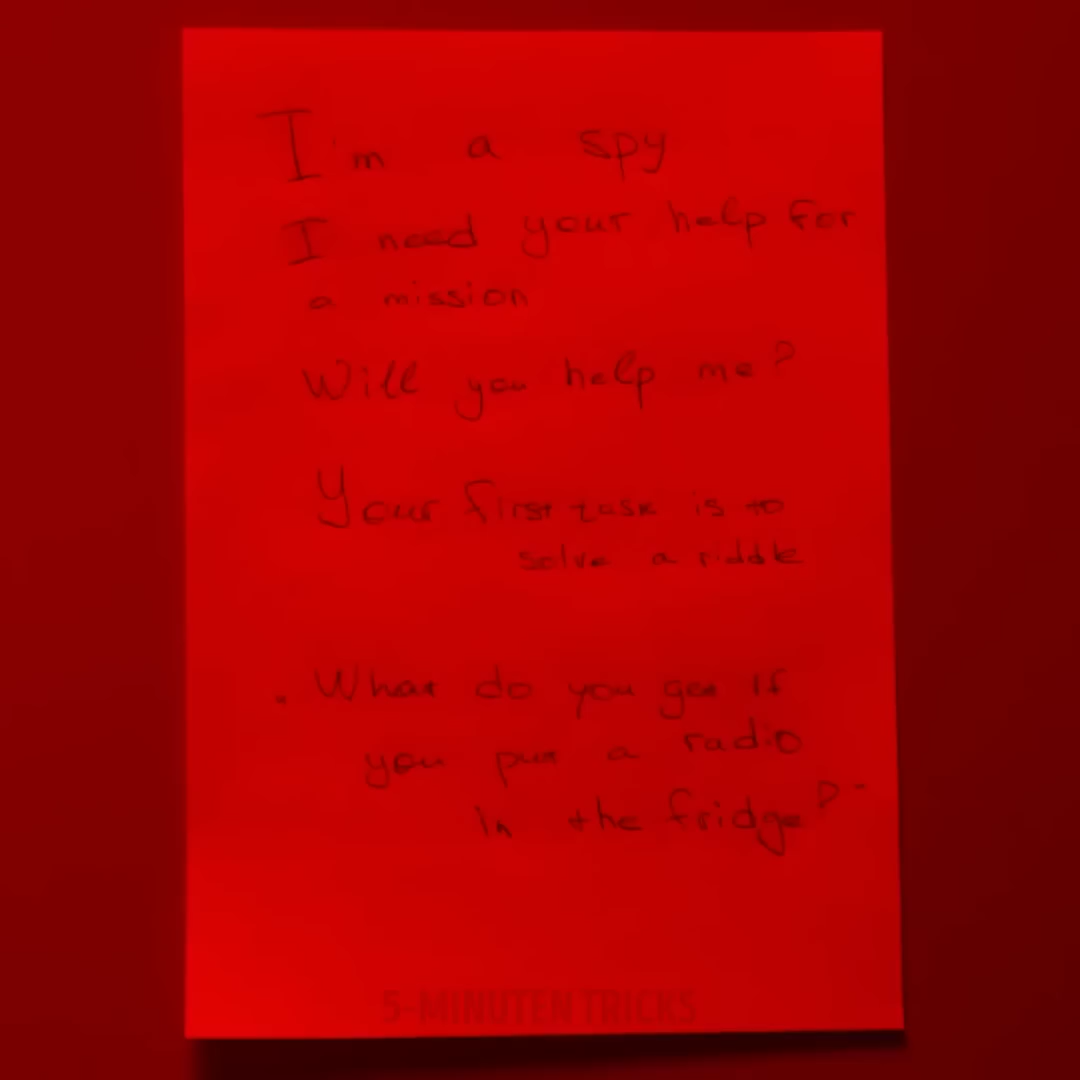 I'm a spy
I need your help for
a mission
Will you help me?
Your first task is to
solve a riddle
. What do you get if
you put a radio
in the fridge?
5-MINUTEN TRICKS